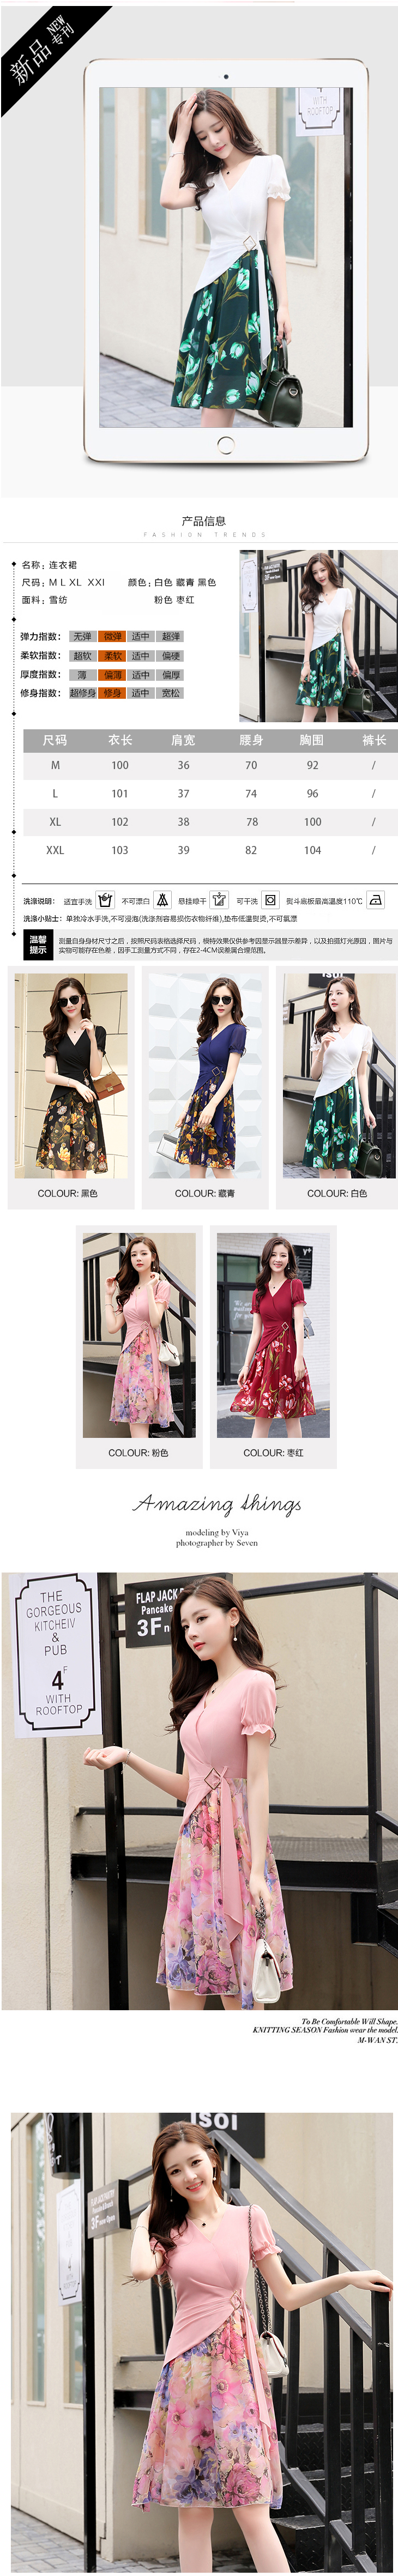 新品
NEW
专刊
WITH
ROOFTOP
产品信息
FASHION TRENDS
名称：连衣裙
尺码：M L XL XXl 颜色：白色 藏青 黑色
面料：雪纺 粉色 枣红
弹力指数： 无弹 微弹 适中 超弹
柔软指数： 超软 柔软 适中 偏硬
厚度指数： 薄 偏薄 适中 偏厚
修身指数： 超修身 修身 适中 宽松
尺码 衣长 肩宽 腰身 胸围 裤长
M 100 36 70 92 /
L 101 37 74 96 /
XL 102 38 78 100 /
XXL 103 39 82 104 /
洗涤说明： 适宜手洗 不可漂白 悬挂晾干 可干洗 熨斗底板最高温度110℃
洗涤小贴士：单独冷水手洗,不可浸泡(洗涤剂容易损伤衣物纤维),垫布低温熨烫,不可氧漂
温馨
提示
测量自身身材尺寸之后，按照尺码表格选择尺码，模特效果仅供参考因显示器显示差异，以及拍摄灯光原因，图片与
实物可能存在色差，因手工测量方式不同，存在2-4CM误差属合理范围。
COLOUR: 黑色
COLOUR: 藏青
COLOUR: 白色
COLOUR: 粉色
COLOUR: 枣红
Amazing things
modeling by Viya
photographer by Seven
THE
GORGEOUS
KITCHEIV
&
PUB
4F
WITH
ROOFTOP
FLAP JACK
Pancake
3F
To Be Comfortable Will Shape.
KNITTING SEASON Fashion wear the model.
M-WAN ST.
ISOI